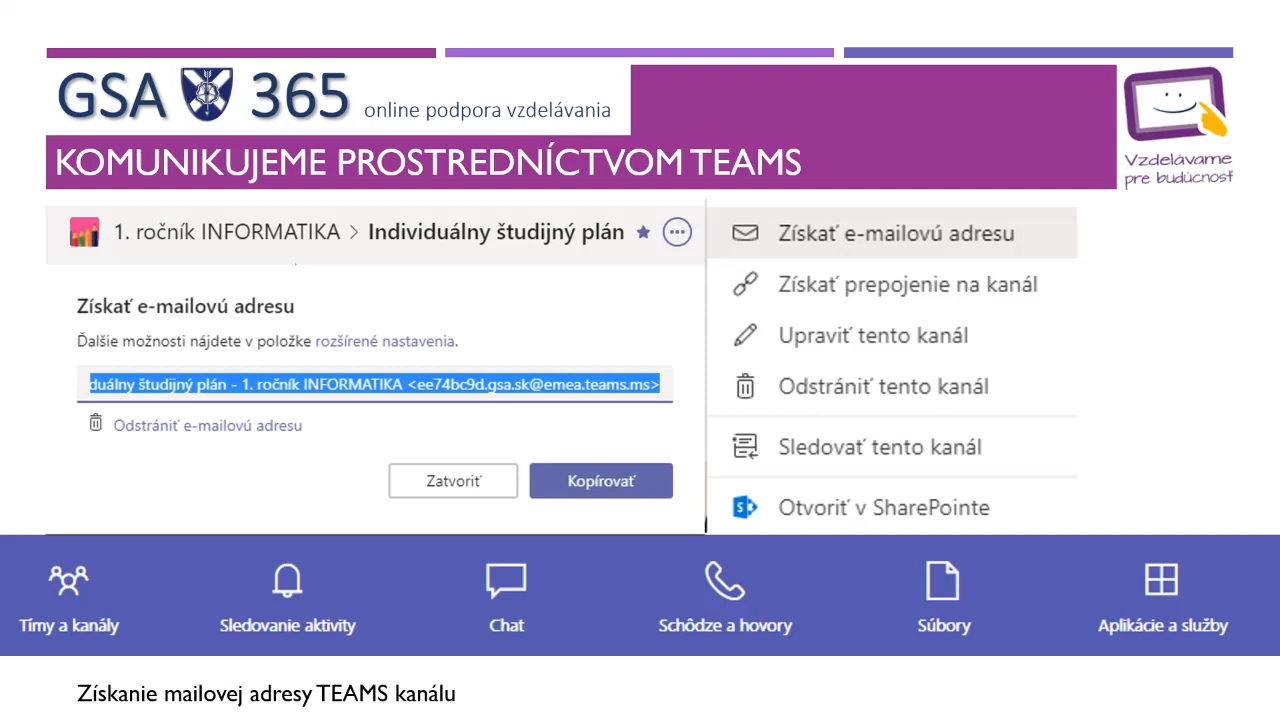 GSA 365 online podpora vzdelávania
KOMUNIKUJEME PROSTREDNÍCTVOM TEAMS
Vzdelávame
pre budúcnosť
1. ročník INFORMATIKA > Individuálny študijný plán
Získať e-mailovú adresu
Ďalšie možnosti nájdete v položke rozšírené nastavenia.
duálny študijný plán - 1. ročník INFORMATIKA <ee74bc9d.gsa.sk@emea.teams.ms>
Odstrániť e-mailovú adresu
Zatvoriť
Kopírovať
Získať e-mailovú adresu
Získať prepojenie na kanál
Upraviť tento kanál
Odstrániť tento kanál
Sledovať tento kanál
Otvoriť v SharePointe
Tímy a kanály
Sledovanie aktivity
Chat
Schôdze a hovory
Súbory
Aplikácie a služby
Získanie mailovej adresy TEAMS kanálu